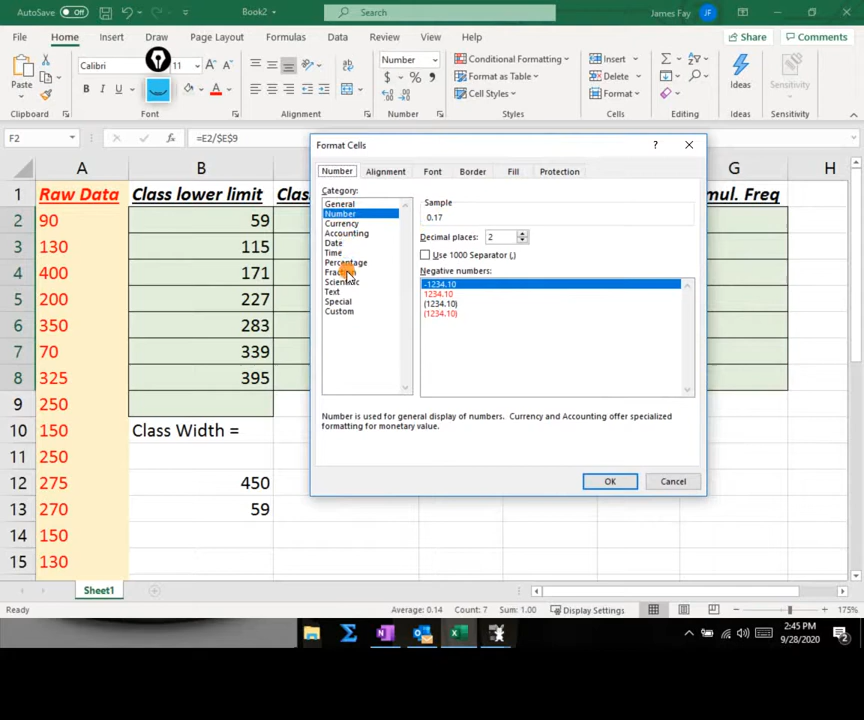 AutoSave Off Book2 Search James Fay JF
File Home Insert Draw Page Layout Formulas Data Review View Help Share Comments
Calibri 11 Number Conditional Formatting Insert
Paste Format as Table Delete Ideas Sensitivity
B I U A $ % Cell Styles Format
Clipboard Font Alignment Number Styles Cells Editing Ideas Sensitivity
F2 fx =E2/$E$9
A B G H
1 Raw Data Class lower limit mul. Freq
2 90 59
3 130 115
4 400 171
5 200 227
6 350 283
7 70 339
8 325 395
9 250
10 150 Class Width =
11 250
12 275 450
13 270 59
14 150
15 130
Format Cells ?
Number Alignment Font Border Fill Protection
Category:
General
Number
Currency
Accounting
Date
Time
Percentage
Fraction
Scientific
Text
Special
Custom
Sample
0.17
Decimal places: 2
Use 1000 Separator (,)
Negative numbers:
-1234.10
1234.10
(1234.10)
(1234.10)
Number is used for general display of numbers. Currency and Accounting offer specialized
formatting for monetary value.
OK Cancel
Sheet1
Ready Average: 0.14 Count: 7 Sum: 1.00 Display Settings 175%
2:45 PM
9/28/2020
2